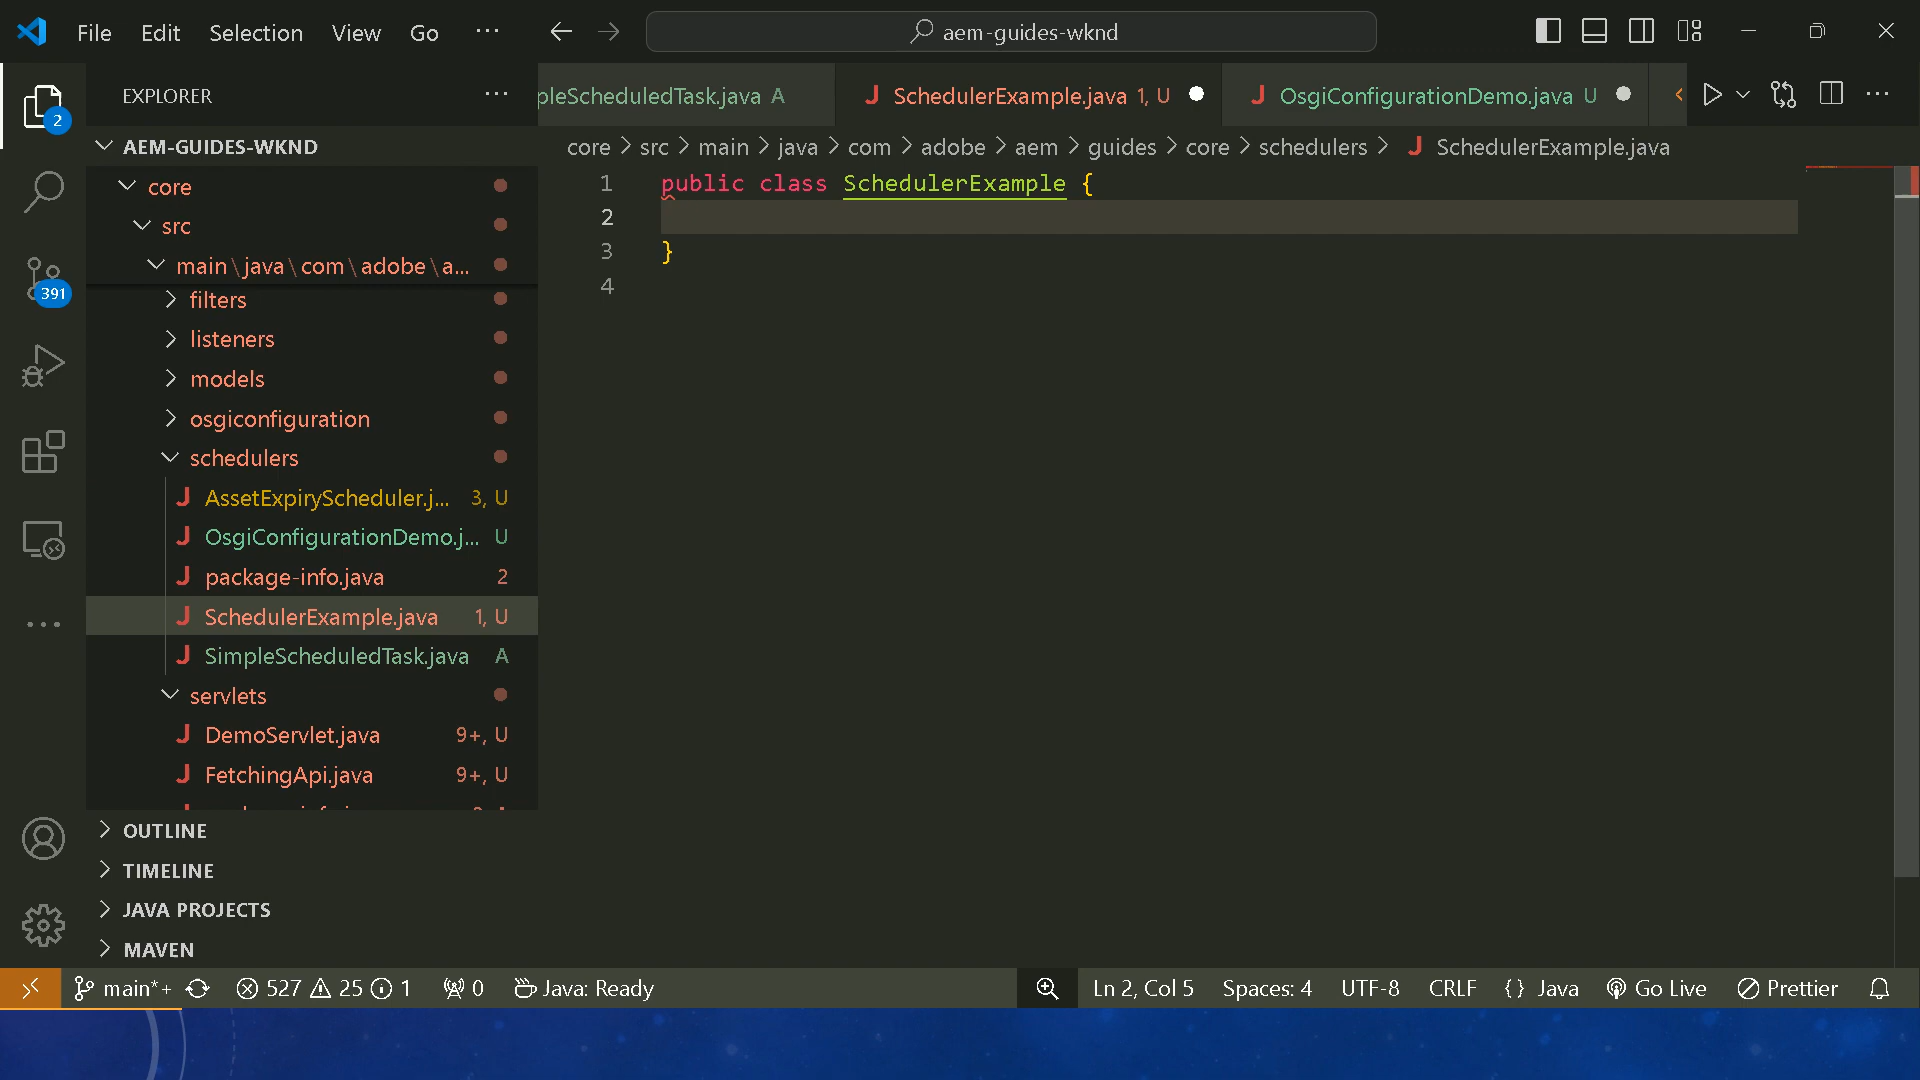 File Edit Selection View Go ··· aem-guides-wknd
2
EXPLORER ···
pleScheduledTask.java A
SchedulerExample.java 1, U
OsgiConfigurationDemo.java U
AEM-GUIDES-WKND
core > src > main > java > com > adobe > aem > guides > core > schedulers > SchedulerExample.java
core
src
main\java\com\adobe\a...
filters
listeners
models
osgiconfiguration
schedulers
AssetExpiryScheduler.j... 3, U
OsgiConfigurationDemo.j... U
package-info.java 2
SchedulerExample.java 1, U
SimpleScheduledTask.java A
servlets
DemoServlet.java 9+, U
FetchingApi.java 9+, U
391
1 public class SchedulerExample {
2
3 }
4
OUTLINE
TIMELINE
JAVA PROJECTS
MAVEN
main*+ 527 25 1 0 Java: Ready Ln 2, Col 5 Spaces: 4 UTF-8 CRLF {} Java Go Live Prettier